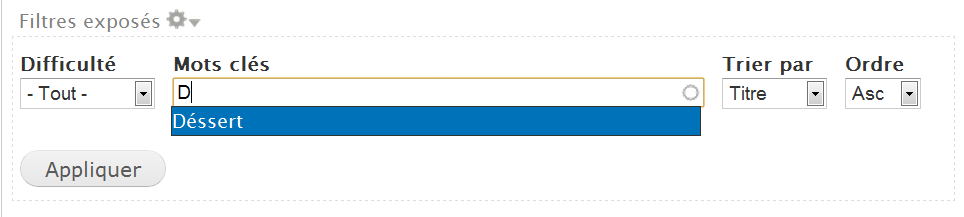 Filtres exposés
Difficulté Mots clés Trier par Ordre
- Tout - D Titre Asc
Déssert
Appliquer